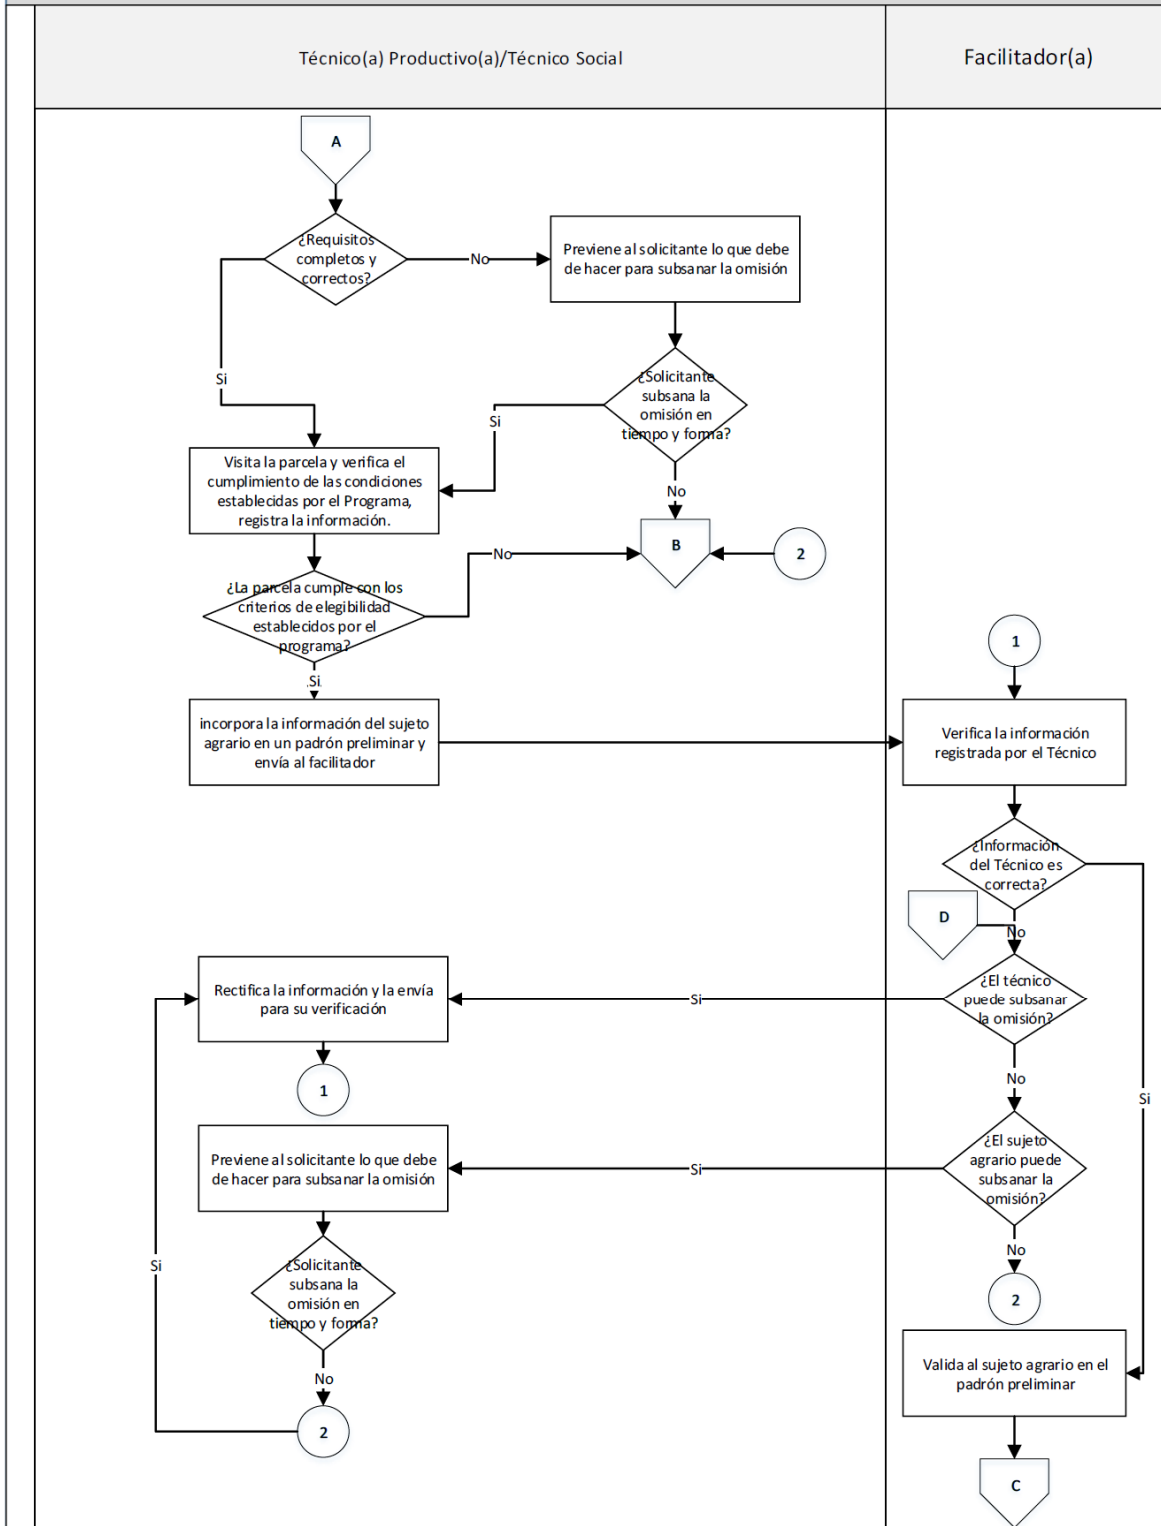 Técnico(a) Productivo(a)/Técnico Social
Facilitador(a)
A
¿Requisitos
completos y
correctos?
No
Previene al solicitante lo que debe
de hacer para subsanar la omisión
Si
¿Solicitante
subsana la
omisión en
tiempo y forma?
Si
No
Visita la parcela y verifica el
cumplimiento de las condiciones
establecidas por el Programa,
registra la información.
B
2
No
¿La parcela cumple con los
criterios de elegibilidad
establecidos por el
programa?
Si
1
incorpora la información del sujeto
agrario en un padrón preliminar y
envía al facilitador
Verifica la información
registrada por el Técnico
¿Información
del Técnico es
correcta?
D
No
Rectifica la información y la envía
para su verificación
Si
¿El técnico
puede subsanar
la omisión?
1
No
Si
Previene al solicitante lo que debe
de hacer para subsanar la omisión
Si
¿El sujeto
agrario puede
subsanar la
omisión?
Si
¿Solicitante
subsana la
omisión en
tiempo y forma?
No
2
No
Valida al sujeto agrario en el
padrón preliminar
2
C